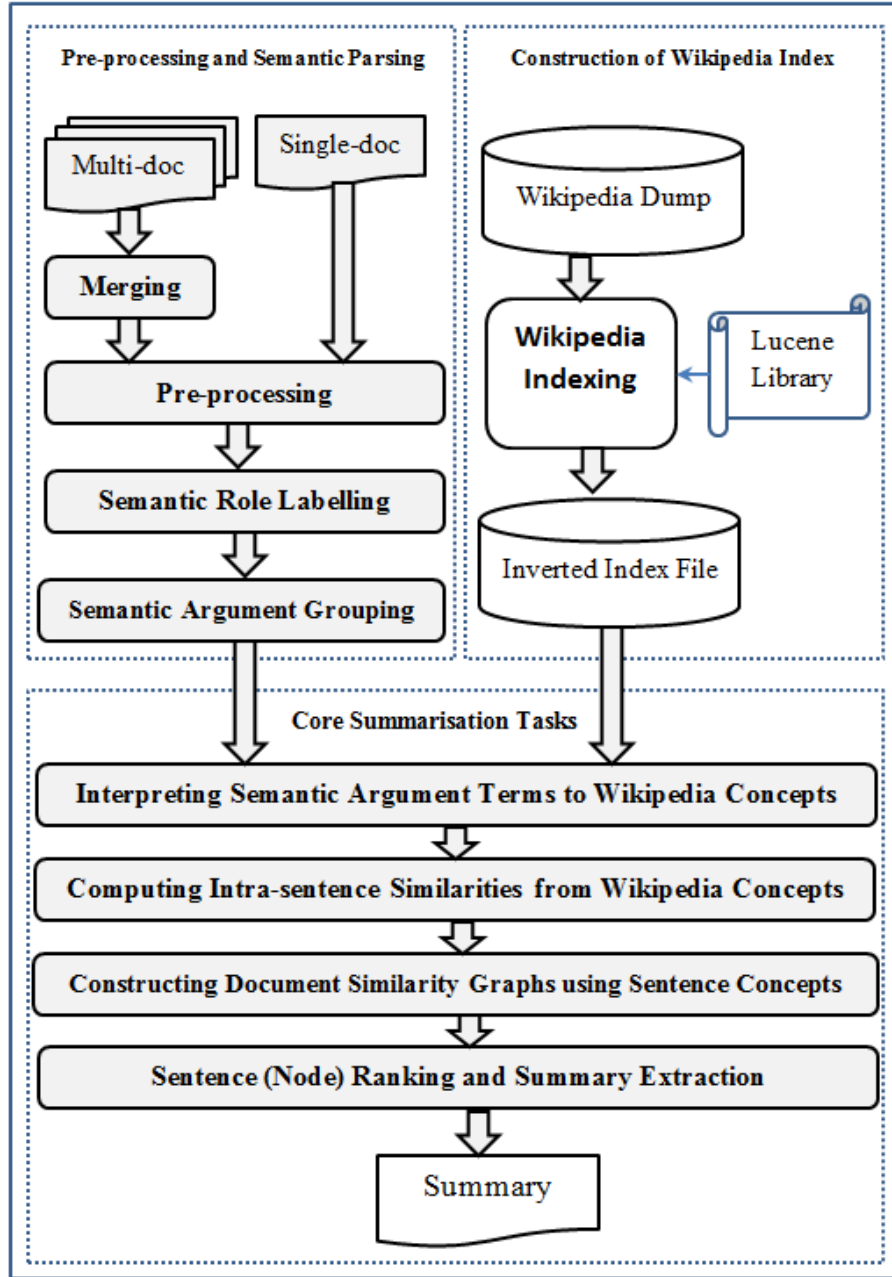 Pre-processing and Semantic Parsing
Multi-doc
Single-doc
Merging
Pre-processing
Semantic Role Labelling
Semantic Argument Grouping
Construction of Wikipedia Index
Wikipedia Dump
Wikipedia
Indexing
Lucene
Library
Inverted Index File
Core Summarisation Tasks
Interpreting Semantic Argument Terms to Wikipedia Concepts
Computing Intra-sentence Similarities from Wikipedia Concepts
Constructing Document Similarity Graphs using Sentence Concepts
Sentence (Node) Ranking and Summary Extraction
Summary